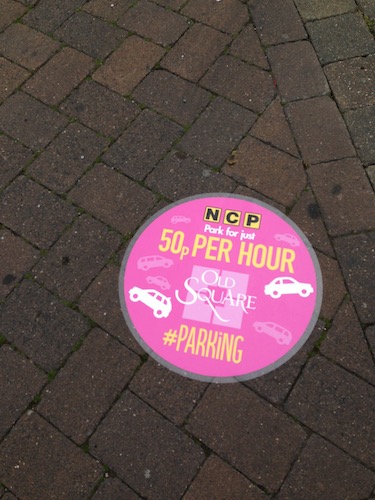 NCP
Park for just
50p PER HOUR
OLD
SQUARE
#PARKiNG